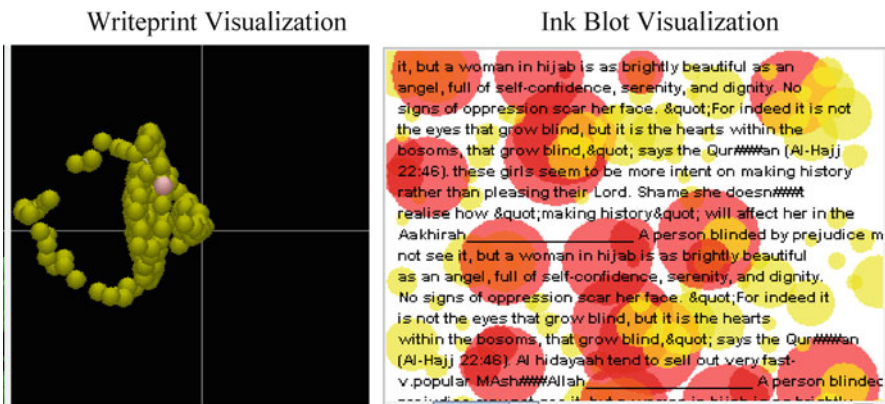 Writeprint Visualization
Ink Blot Visualization
it, but a woman in hijab is as brightly beautiful as an
angel, full of self-confidence, serenity, and dignity. No
signs of oppression scar her face. &quot;For indeed it is not
the eyes that grow blind, but it is the hearts within the
bosoms, that grow blind,&quot; says the Qur####an (Al-Hajj
22:46). these girls seem to be more intent on making history
rather than pleasing their Lord. Shame she doesn####t
realise how &quot;making history&quot; will affect her in the
Aakhirah____________________ A person blinded by prejudice m
not see it, but a woman in hijab is as brightly beautiful
as an angel, full of self-confidence, serenity, and dignity.
No signs of oppression scar her face. &quot;For indeed it
is not the eyes that grow blind, but it is the hearts
within the bosoms, that grow blind,&quot; says the Qur####an
(Al-Hajj 22:46). Al hidayaah tend to sell out very fast-
v.popular MAsh####Allah____________________ A person blinded